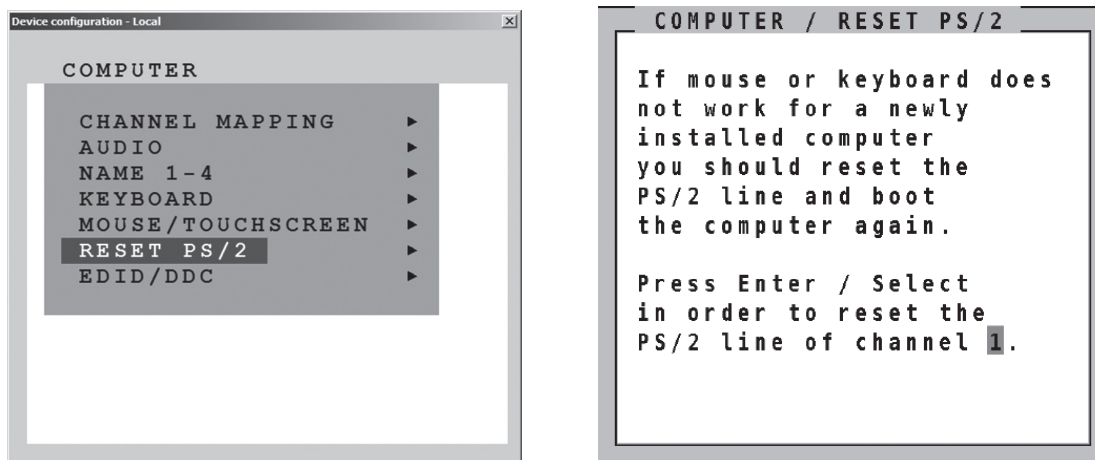 Device configuration - Local
COMPUTER
CHANNEL MAPPING
AUDIO
NAME 1-4
KEYBOARD
MOUSE/TOUCHSCREEN
RESET PS/2
EDID/DDC
COMPUTER / RESET PS/2
If mouse or keyboard does
not work for a newly
installed computer
you should reset the
PS/2 line and boot
the computer again.
Press Enter / Select
in order to reset the
PS/2 line of channel 1.